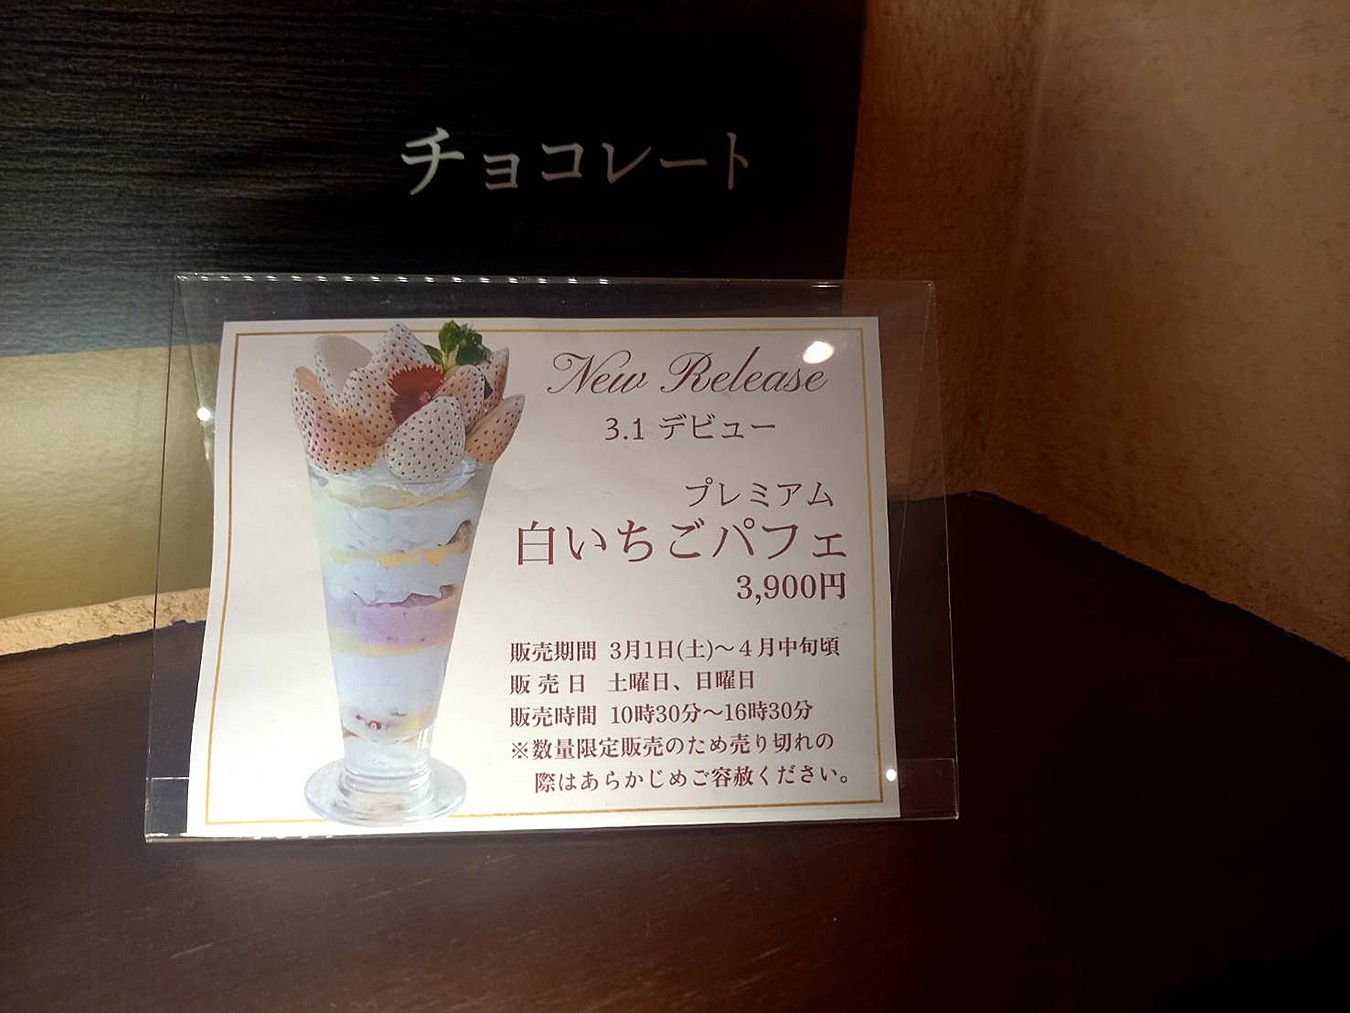 チョコレート
New Release
3.1 デビュー
プレミアム
白いちごパフェ
3,900円
販売期間 3月1日(土)～4月中旬頃
販売日 土曜日、日曜日
販売時間 10時30分～16時30分
※数量限定販売のため売り切れの
際はあらかじめご容赦ください。